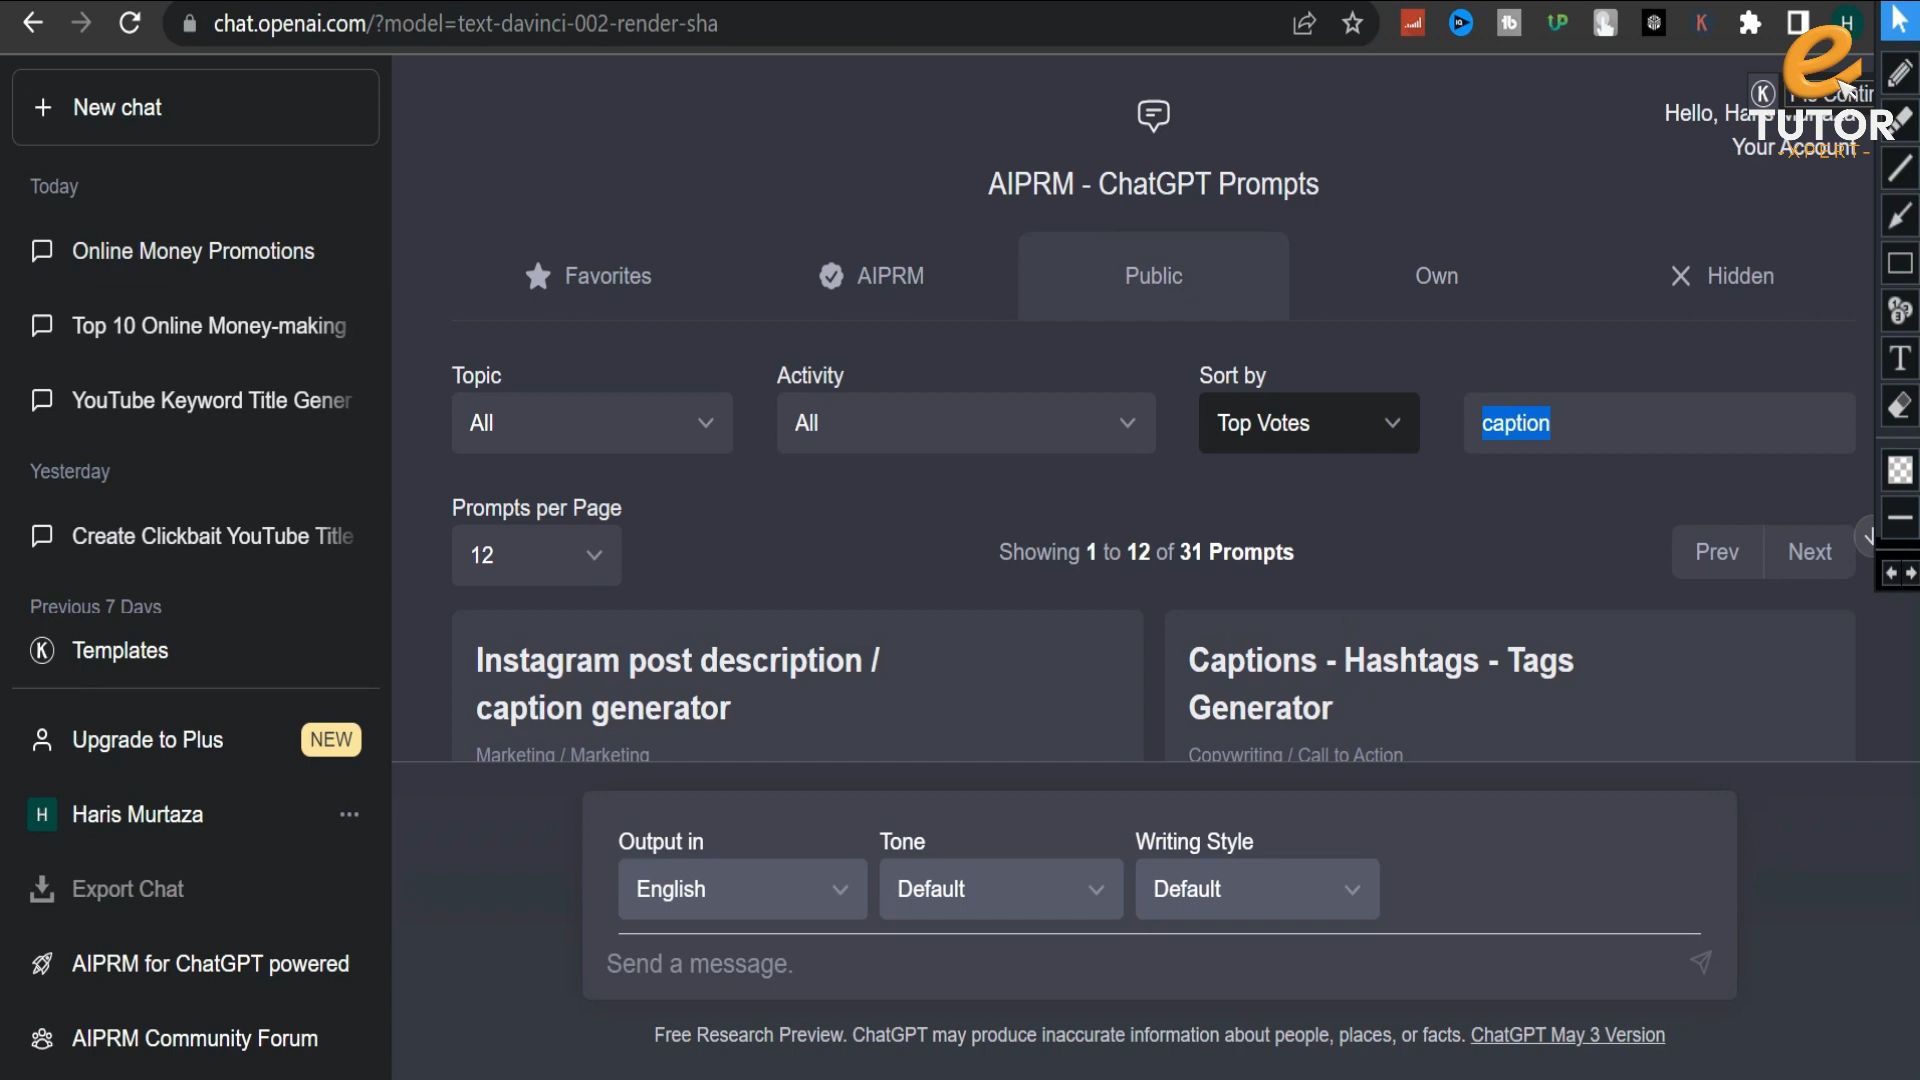 chat.openai.com/?model=text-davinci-002-render-sha
New chat
Today
Online Money Promotions
Top 10 Online Money-making
YouTube Keyword Title Gener
Yesterday
Create Clickbait YouTube Title
Previous 7 Days
Templates
Upgrade to Plus NEW
H Haris Murtaza
Export Chat
AIPRM for ChatGPT powered
AIPRM Community Forum
AIPRM - ChatGPT Prompts
Hello, Haris
Your Account
e
TUTOR
-XPERT-
Favorites AIPRM Public Own Hidden
Topic Activity Sort by
All All Top Votes caption
Prompts per Page
12 Showing 1 to 12 of 31 Prompts Prev Next
Instagram post description /
caption generator
Marketing / Marketing
Captions - Hashtags - Tags
Generator
Copywriting / Call to Action
Output in Tone Writing Style
English Default Default
Send a message.
Free Research Preview. ChatGPT may produce inaccurate information about people, places, or facts. ChatGPT May 3 Version